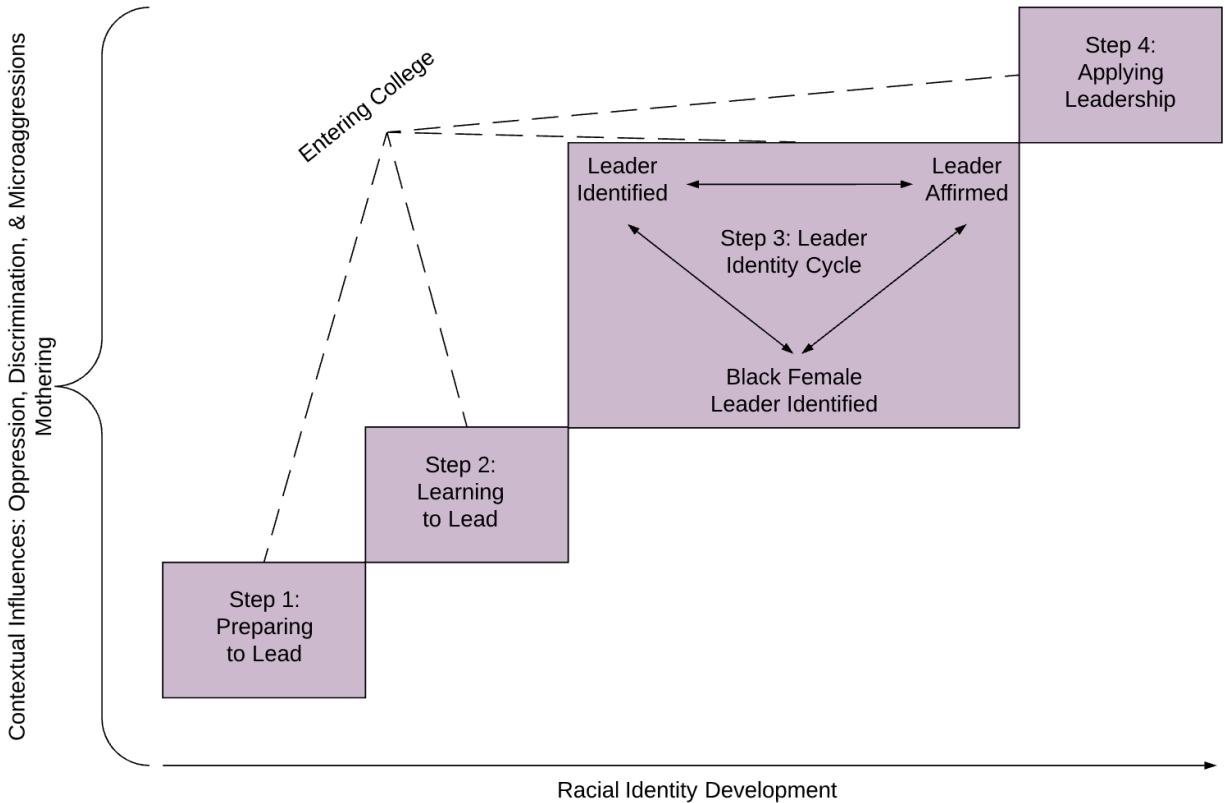 Contextual Influences: Oppression, Discrimination, & Microaggressions
Mothering
Entering College
Step 1:
Preparing
to Lead
Step 2:
Learning
to Lead
Leader
Identified
Leader
Affirmed
Step 3: Leader
Identity Cycle
Black Female
Leader Identified
Step 4:
Applying
Leadership
Racial Identity Development